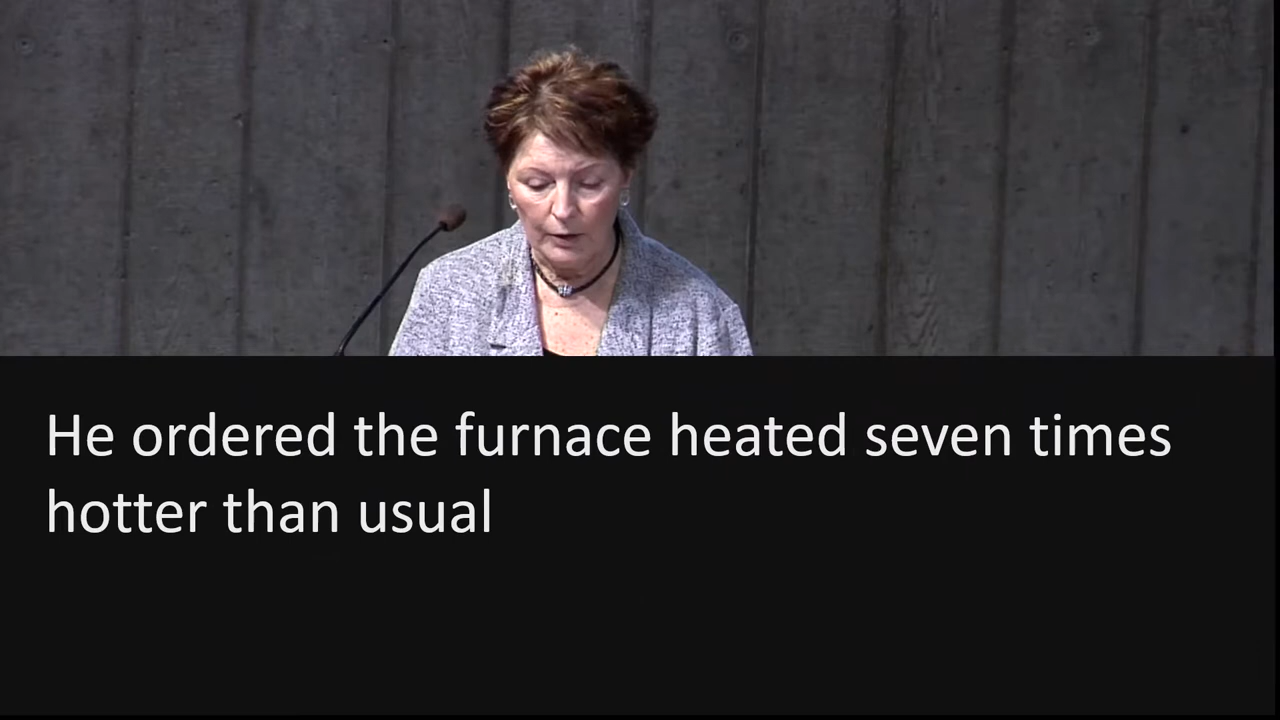 He ordered the furnace heated seven times
hotter than usual